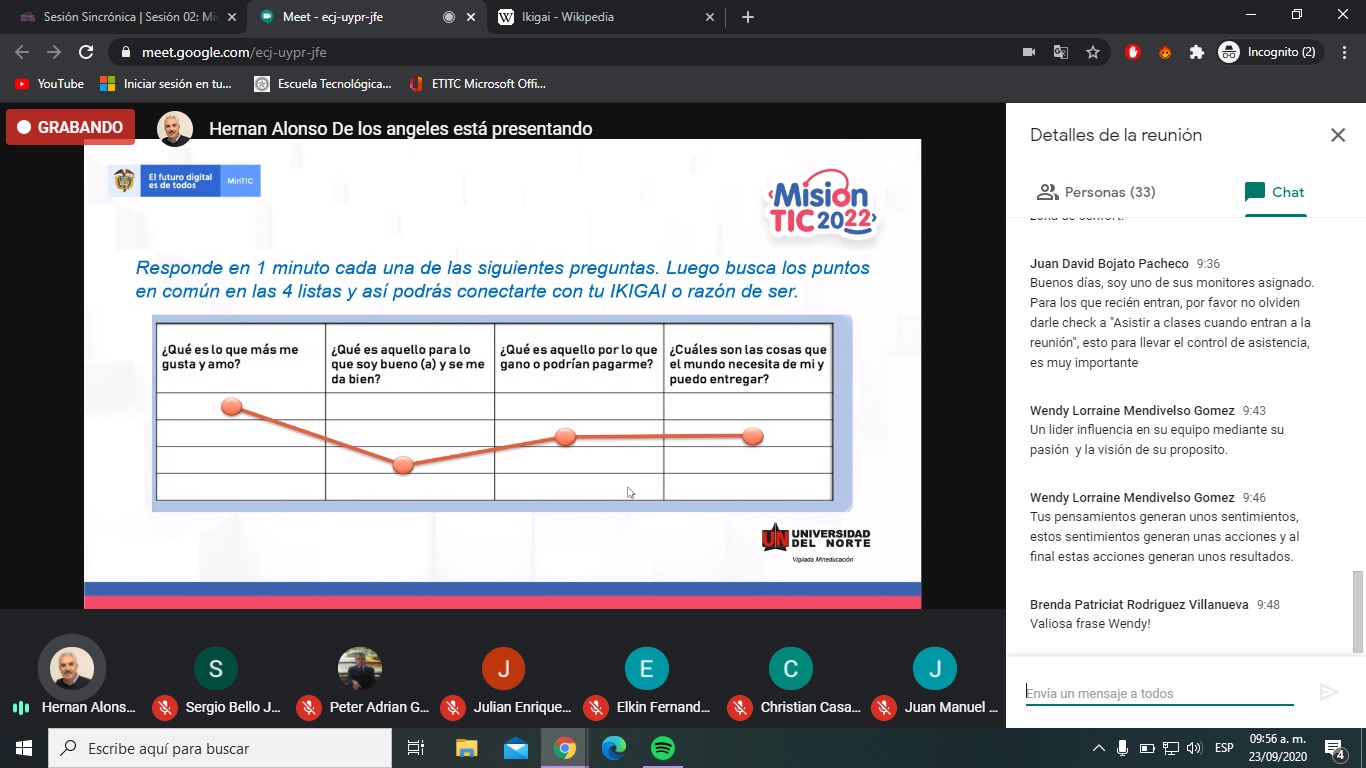 Sesión Sincrónica | Sesión 02: Mi
Meet - ecj-uypr-jfe
Ikigai - Wikipedia
meet.google.com/ecj-uypr-jfe
Incognito (2)
YouTube
Iniciar sesión en tu...
Escuela Tecnológica...
ETITC Microsoft Offi...
GRABANDO
Hernan Alonso De los angeles está presentando
El futuro digital
es de todos
MinTIC
Misión
TIC 2022
Responde en 1 minuto cada una de las siguientes preguntas. Luego busca los puntos
en común en las 4 listas y así podrás conectarte con tu IKIGAI o razón de ser.
¿Qué es lo que más me
gusta y amo?
¿Qué es aquello para lo
que soy bueno (a) y se me
da bien?
¿Qué es aquello por lo que
gano o podrían pagarme?
¿Cuáles son las cosas que
el mundo necesita de mi y
puedo entregar?
UN UNIVERSIDAD
DEL NORTE
Vigilada Mineducación
Detalles de la reunión
Personas (33)
Chat
zona de confort.
Juan David Bojato Pacheco 9:36
Buenos días, soy uno de sus monitores asignado.
Para los que recién entran, por favor no olviden
darle check a "Asistir a clases cuando entran a la
reunión", esto para llevar el control de asistencia,
es muy importante
Wendy Lorraine Mendivelso Gomez 9:43
Un lider influencia en su equipo mediante su
pasión y la visión de su proposito.
Wendy Lorraine Mendivelso Gomez 9:46
Tus pensamientos generan unos sentimientos,
estos sentimientos generan unas acciones y al
final estas acciones generan unos resultados.
Brenda Patriciat Rodriguez Villanueva 9:48
Valiosa frase Wendy!
Envía un mensaje a todos
S
J
E
C
J
Hernan Alons...
Sergio Bello J...
Peter Adrian G...
Julian Enrique...
Elkin Fernand...
Christian Casa...
Juan Manuel ...
Escribe aquí para buscar
ESP
09:56 a. m.
23/09/2020
4